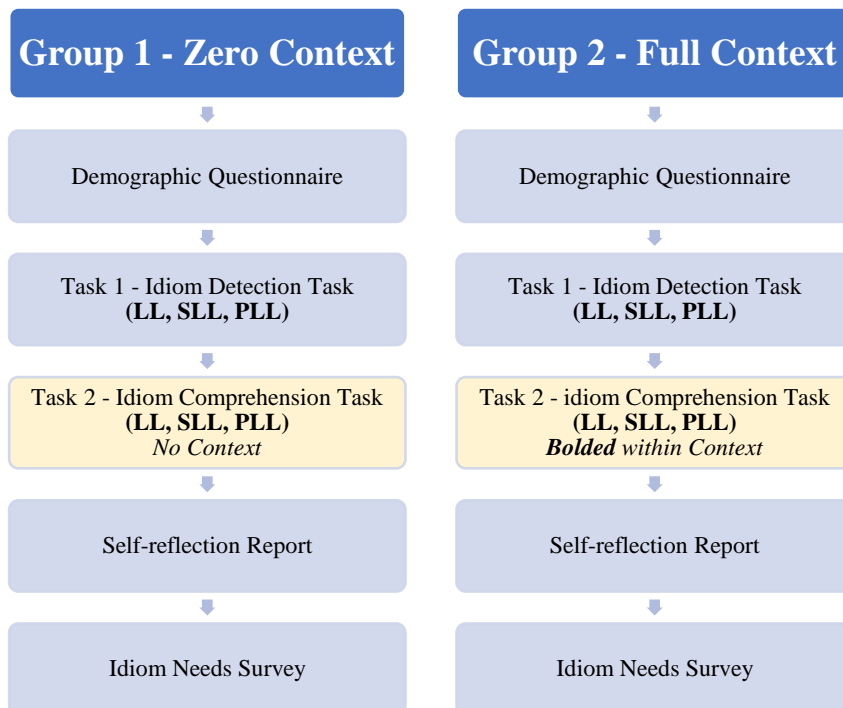 Group 1 - Zero Context
Demographic Questionnaire
Task 1 - Idiom Detection Task
(LL, SLL, PLL)
Task 2 - Idiom Comprehension Task
(LL, SLL, PLL)
No Context
Self-reflection Report
Idiom Needs Survey
Group 2 - Full Context
Demographic Questionnaire
Task 1 - Idiom Detection Task
(LL, SLL, PLL)
Task 2 - idiom Comprehension Task
(LL, SLL, PLL)
Bolded within Context
Self-reflection Report
Idiom Needs Survey